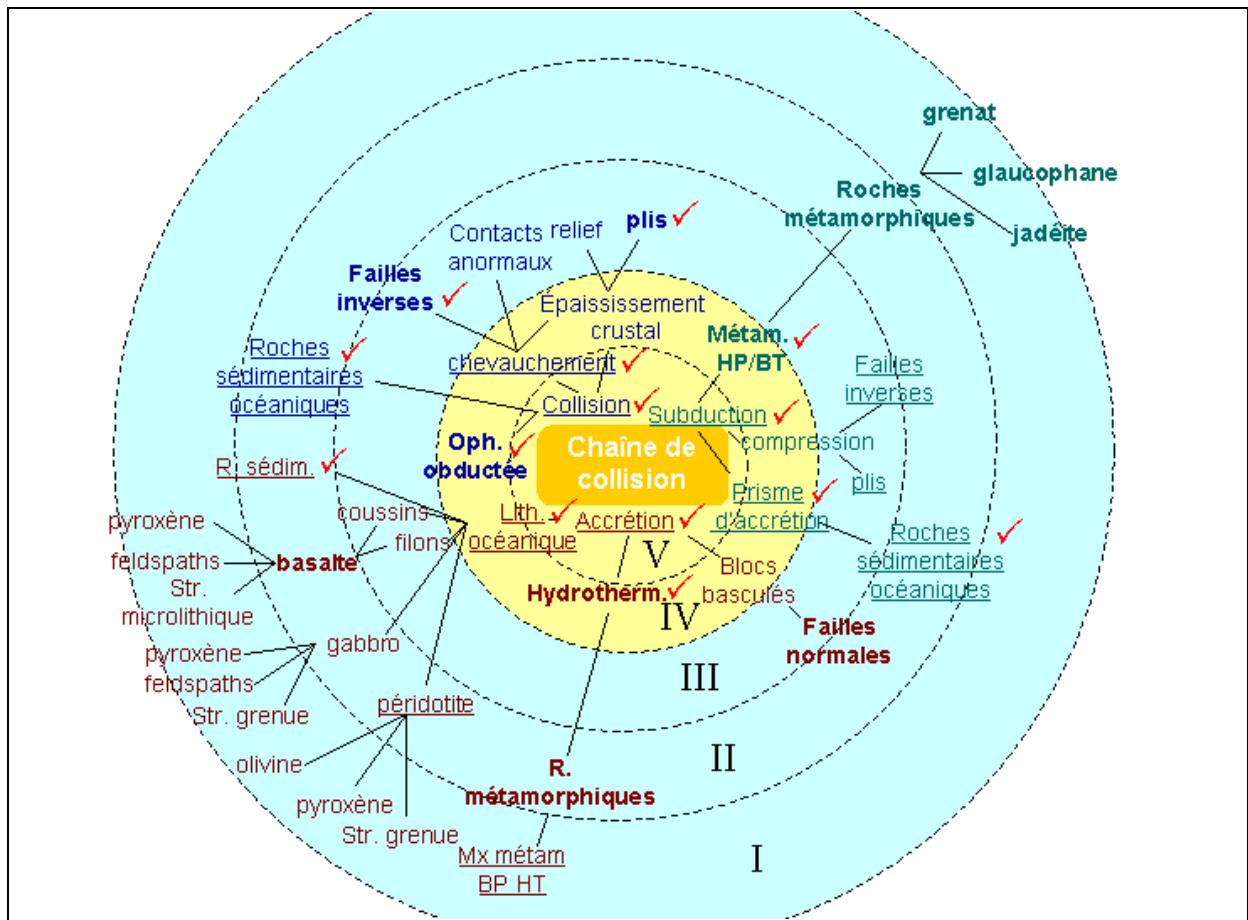 grenat
glaucophane
jadéite
Roches
métamorphiques
plis
relief
Contacts
anormaux
Failles
inverses
Épaississement
crustal
chevauchement
Métam.
HP/BT
Roches
sédimentaires
océaniques
Failles
inverses
Collision
Subduction
compression
plis
Oph.
obductée
Chaîne de
collision
R. sédim.
Prisme
d'accrétion
Roches
sédimentaires
océaniques
LIth.
océanique
Accrétion
V
Blocs
basculés
Hydrotherm.
IV
Failles
normales
coussins
filons
pyroxène
feldspaths
Str.
microlithique
basalte
gabbro
pyroxène
feldspaths
Str. grenue
III
péridotite
olivine
pyroxène
Str. grenue
II
R.
métamorphiques
Mx métam
BP HT
I